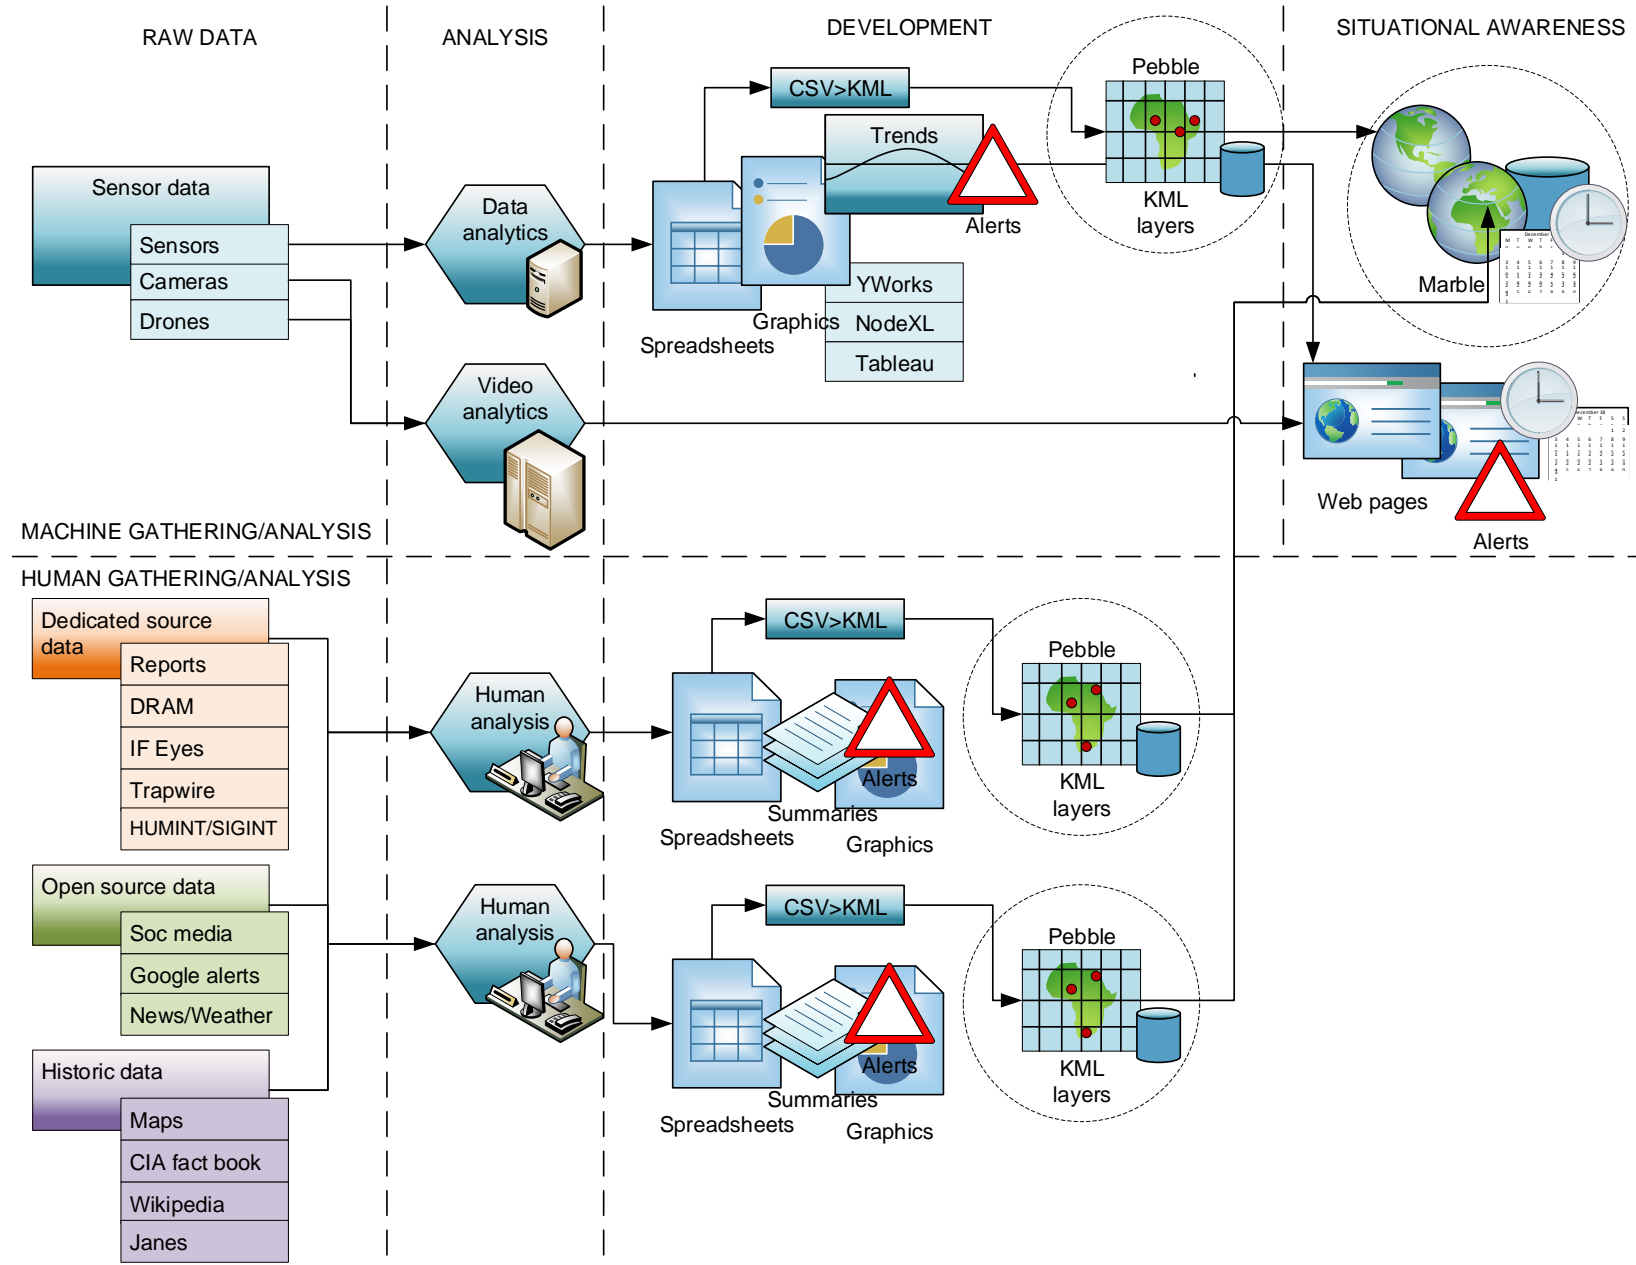 RAW DATA
ANALYSIS
DEVELOPMENT
SITUATIONAL AWARENESS
Sensor data
Sensors
Cameras
Drones
Data
analytics
Video
analytics
CSV>KML
Trends
Alerts
Graphics
Spreadsheets
YWorks
NodeXL
Tableau
Pebble
KML
layers
Marble
December
M T W T F
Web pages
Alerts
December 18
W T F S S
MACHINE GATHERING/ANALYSIS
HUMAN GATHERING/ANALYSIS
Dedicated source
data
Reports
DRAM
IF Eyes
Trapwire
HUMINT/SIGINT
Human
analysis
CSV>KML
Alerts
Summaries
Spreadsheets
Graphics
Pebble
KML
layers
Open source data
Soc media
Google alerts
News/Weather
Human
analysis
CSV>KML
Alerts
Summaries
Spreadsheets
Graphics
Pebble
KML
layers
Historic data
Maps
CIA fact book
Wikipedia
Janes